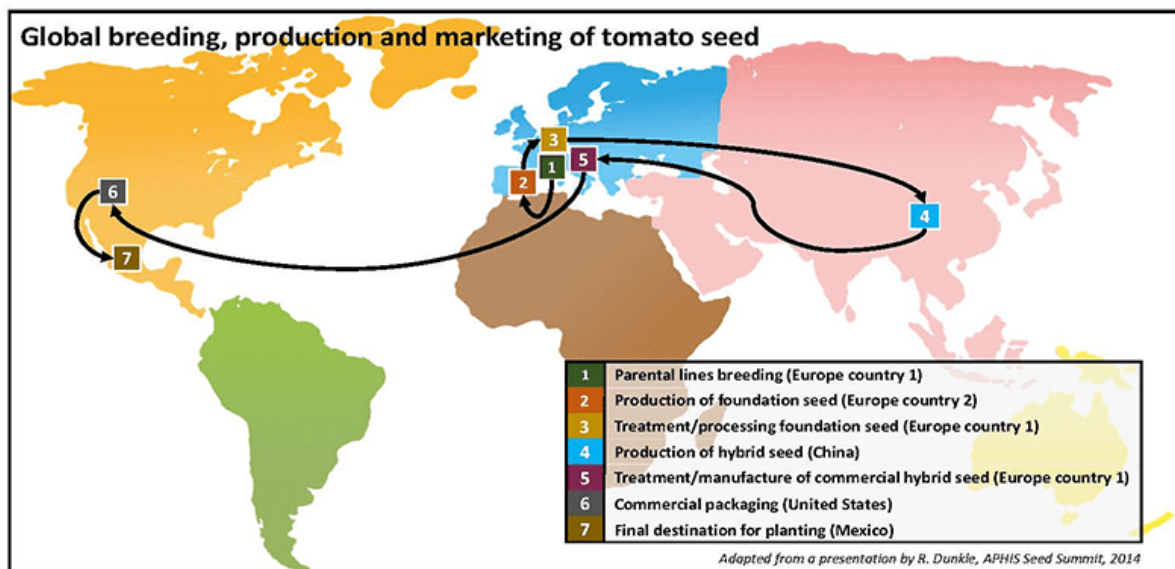 Global breeding, production and marketing of tomato seed
3
1
5
2
6
4
7
1 Parental lines breeding (Europe country 1)
2 Production of foundation seed (Europe country 2)
3 Treatment/processing foundation seed (Europe country 1)
4 Production of hybrid seed (China)
5 Treatment/manufacture of commercial hybrid seed (Europe country 1)
6 Commercial packaging (United States)
7 Final destination for planting (Mexico)
Adapted from a presentation by R. Dunkle, APHIS Seed Summit, 2014